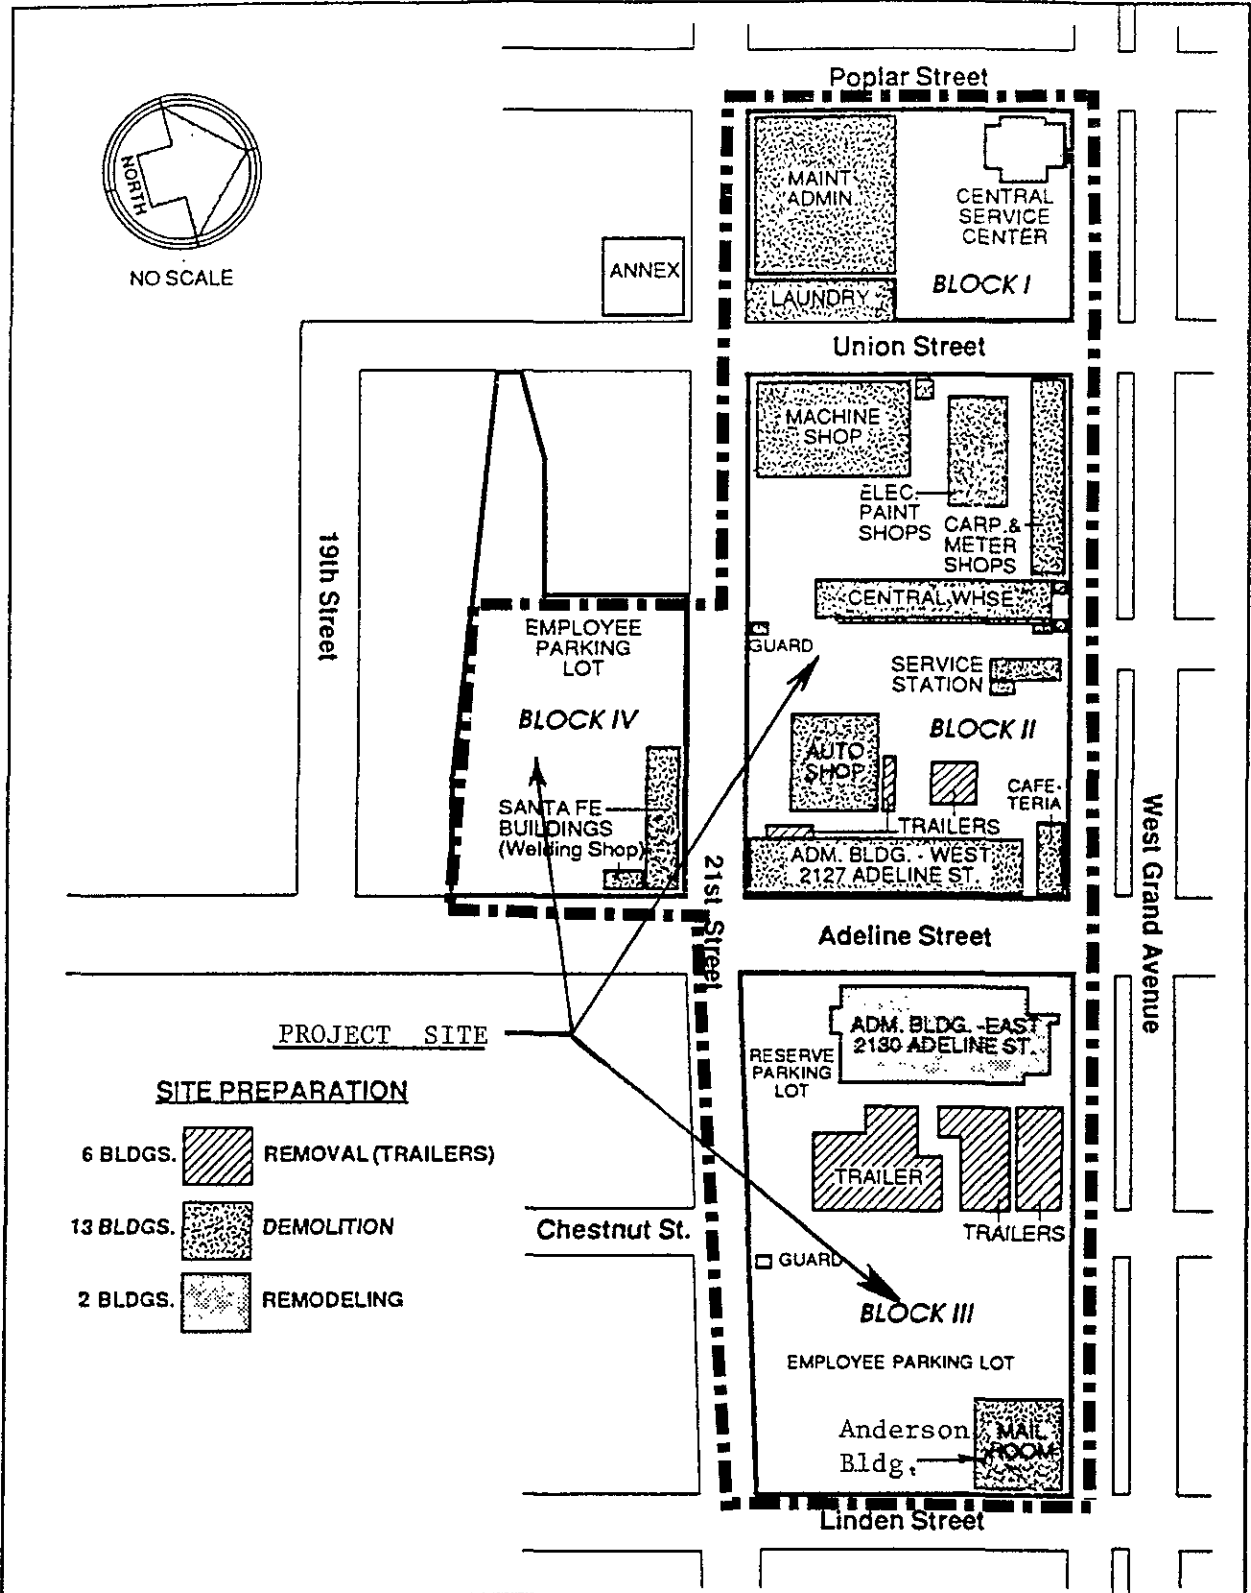 Poplar Street
NORTH
NO SCALE
MAINT
ADMIN.
CENTRAL
SERVICE
CENTER
ANNEX
LAUNDRY
BLOCK I
Union Street
MACHINE
SHOP
ELEC.
PAINT
SHOPS
CARP. &
METER
SHOPS
19th Street
CENTRAL WHSE
EMPLOYEE
PARKING
LOT
GUARD
SERVICE
STATION
BLOCK IV
BLOCK II
AUTO
SHOP
CAFE-
TERIA
SANTA FE
BUILDINGS
(Welding Shop)
TRAILERS
ADM. BLDG. - WEST
2127 ADELINE ST.
West Grand Avenue
21st Street
Adeline Street
PROJECT SITE
ADM. BLDG. -EAST
2130 ADELINE ST.
RESERVE
PARKING
LOT
SITE PREPARATION
6 BLDGS.
REMOVAL (TRAILERS)
TRAILER
13 BLDGS.
DEMOLITION
Chestnut St.
TRAILERS
GUARD
2 BLDGS.
REMODELING
BLOCK III
EMPLOYEE PARKING LOT
Anderson
Bldg.
MAIL
ROOM
Linden Street